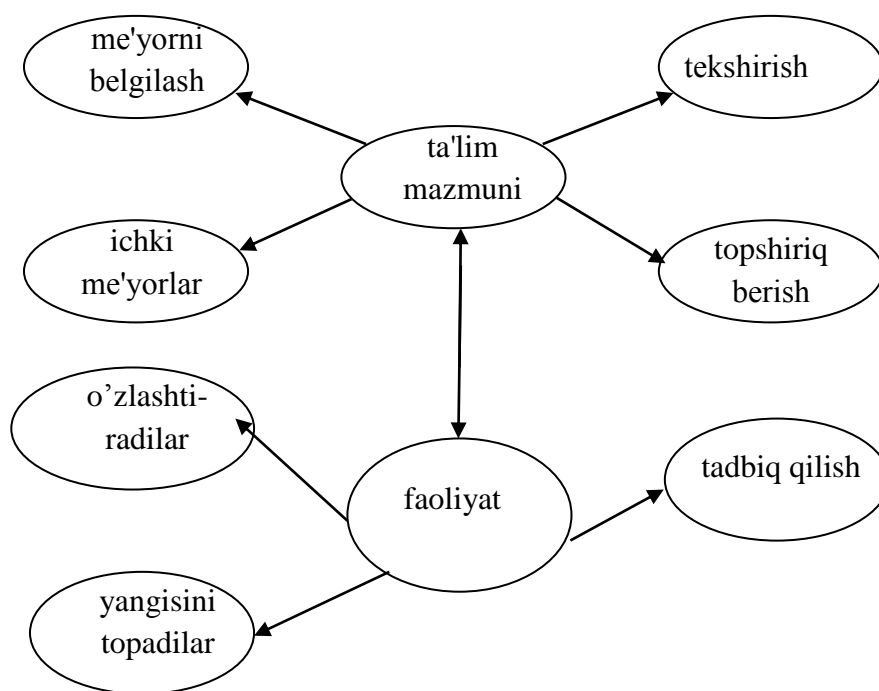 me'yorni
belgilash
tekshirish
ta'lim
mazmuni
ichki
me'yorlar
topshiriq
berish
o’zlashti-
radilar
faoliyat
tadbiq qilish
yangisini
topadilar